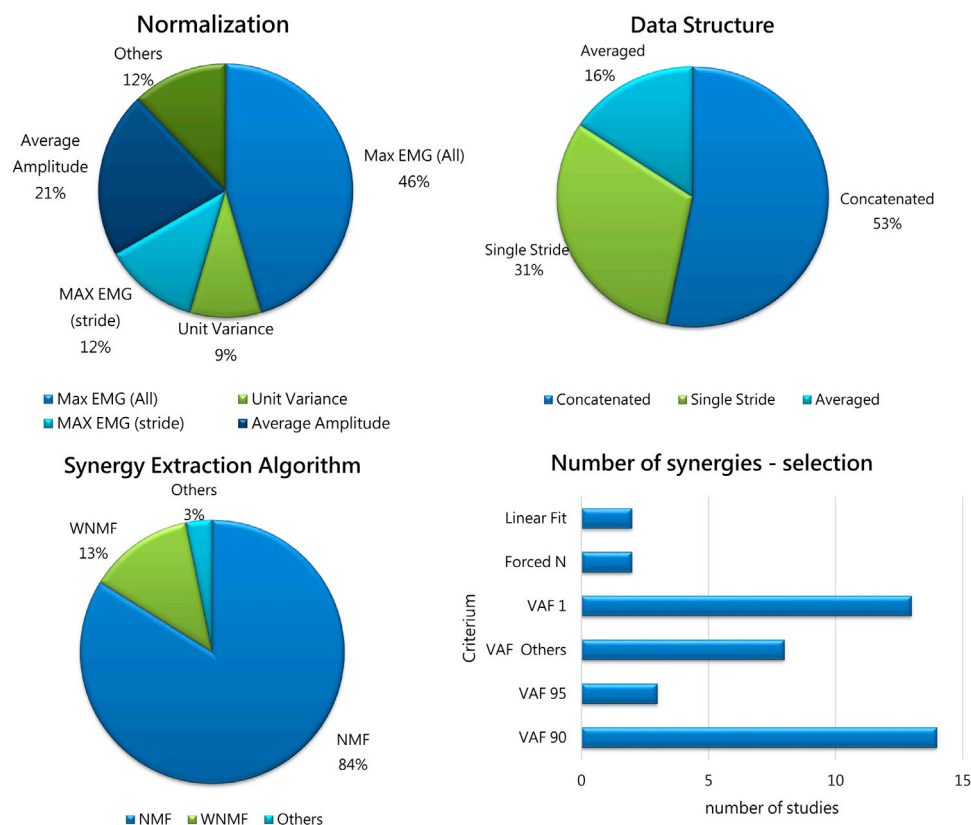 Normalization
Others
12%
Max EMG (All)
46%
Average
Amplitude
21%
MAX EMG
(stride)
12%
Unit Variance
9%
Max EMG (All)
Unit Variance
MAX EMG (stride)
Average Amplitude
Data Structure
Averaged
16%
Concatenated
53%
Single Stride
31%
Concatenated
Single Stride
Averaged
Synergy Extraction Algorithm
Others
3%
WNMF
13%
NMF
84%
NMF
WNMF
Others
Number of synergies - selection
Criterium
Linear Fit
Forced N
VAF 1
VAF Others
VAF 95
VAF 90
0
5
10
15
number of studies